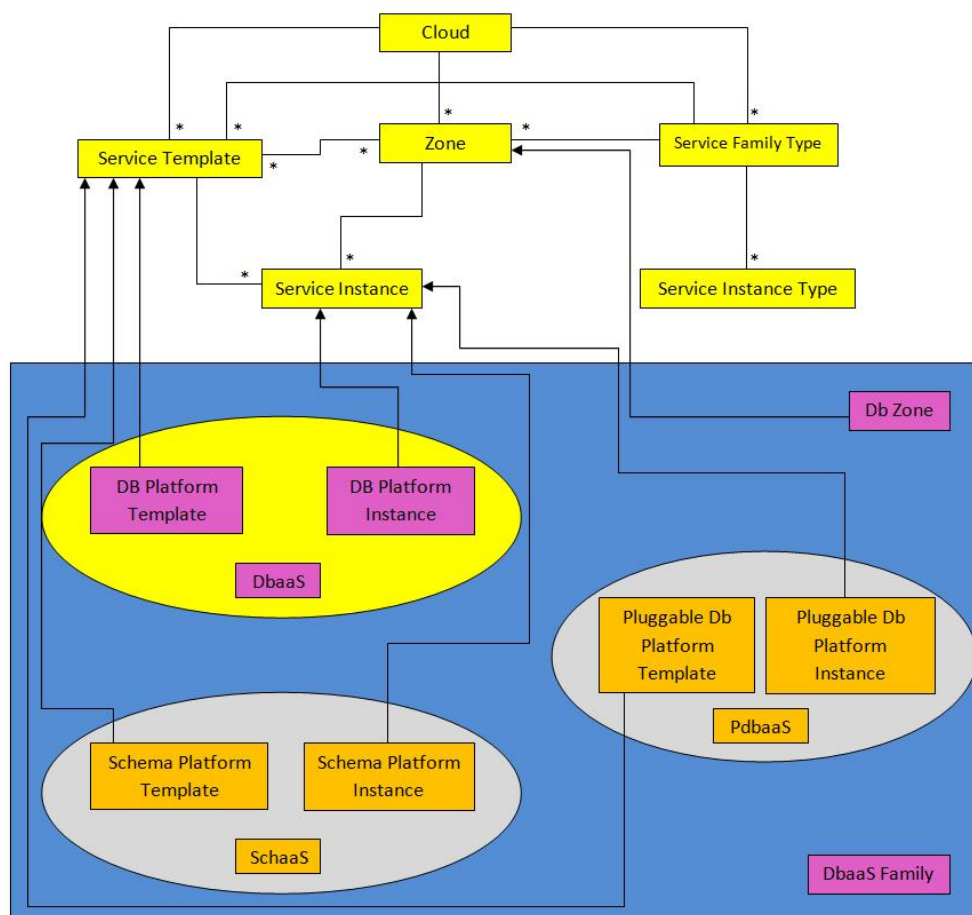 Cloud
*
*
*
*
*
*
Service Template
*
*
Zone
Service Family Type
*
*
*
Service Instance
Service Instance Type
Db Zone
DB Platform
Template
DB Platform
Instance
DbaaS
Pluggable Db
Platform
Template
Pluggable Db
Platform
Instance
PdbaaS
Schema Platform
Template
Schema Platform
Instance
SchaaS
DbaaS Family